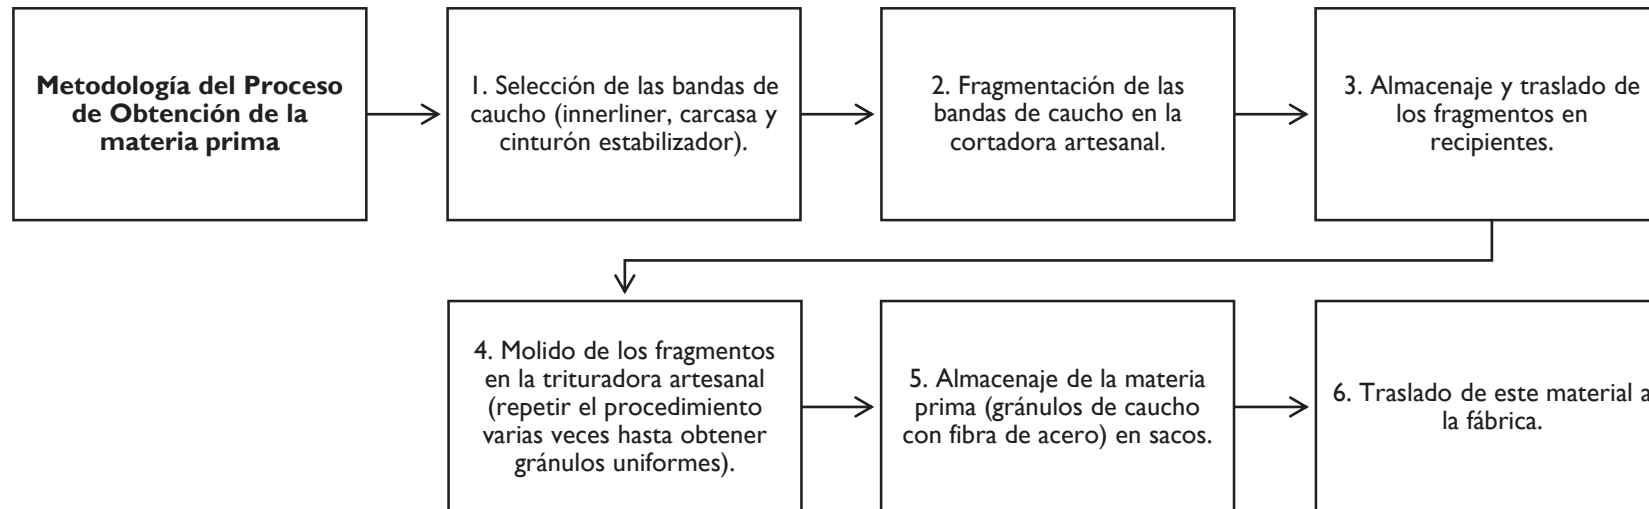 Metodología del Proceso
de Obtención de la
materia prima
1. Selección de las bandas de
caucho (innerliner, carcasa y
cinturón estabilizador).
2. Fragmentación de las
bandas de caucho en la
cortadora artesanal.
3. Almacenaje y traslado de
los fragmentos en
recipientes.
4. Molido de los fragmentos
en la trituradora artesanal
(repetir el procedimiento
varias veces hasta obtener
gránulos uniformes).
5. Almacenaje de la materia
prima (gránulos de caucho
con fibra de acero) en sacos.
6. Traslado de este material a
la fábrica.